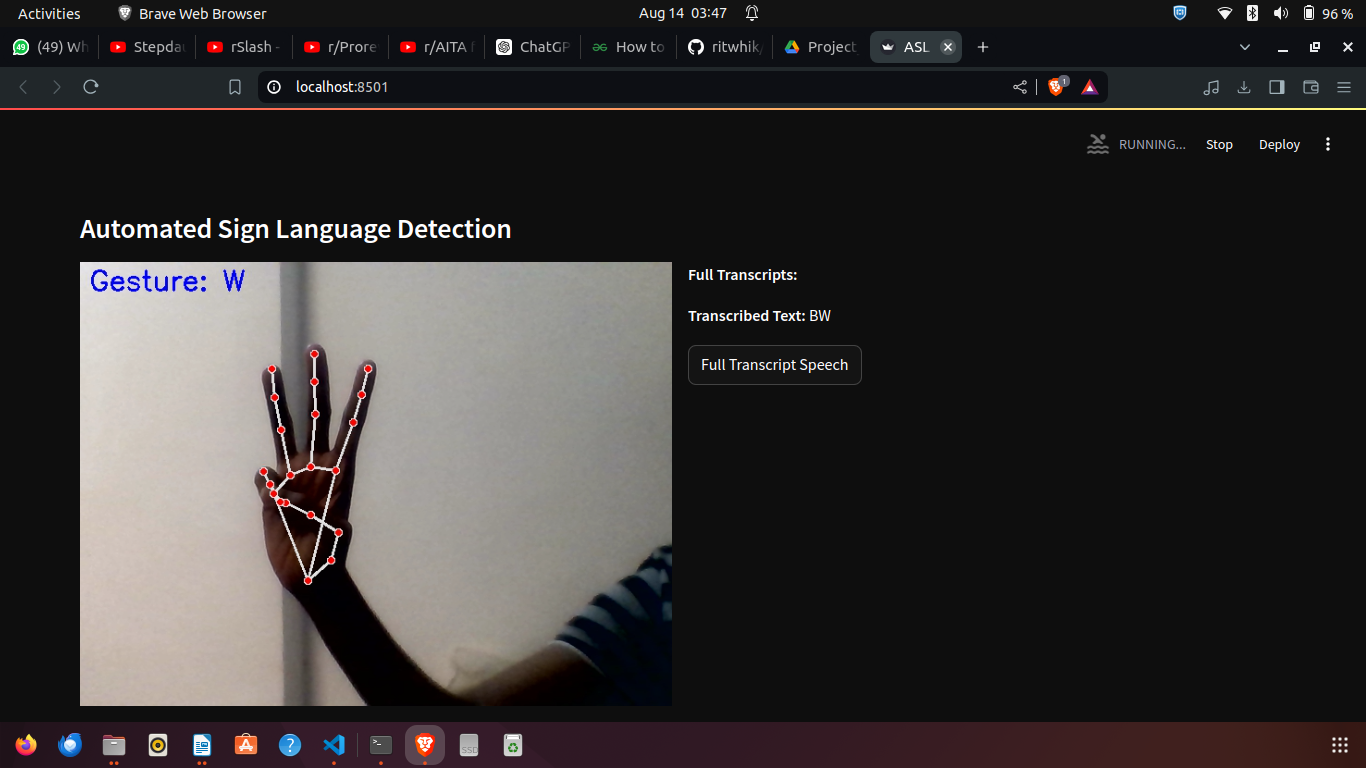 Activities Brave Web Browser Aug 14 03:47 96 %
49 (49) Wh Stepdau rSlash - r/Prore r/AITA f ChatGP How to ritwhik/ Project_ ASL
localhost:8501 1
RUNNING... Stop Deploy
Automated Sign Language Detection
Gesture: W
Full Transcripts:
Transcribed Text: BW
Full Transcript Speech
SSD